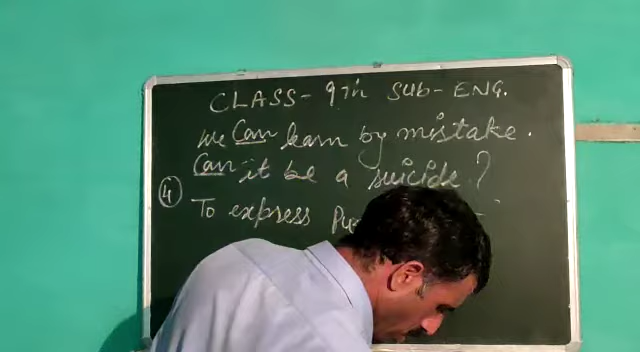 CLASS- 9th Sub- ENG.
We Can learn by mistake.
Can it be a suicide?
(4) To express